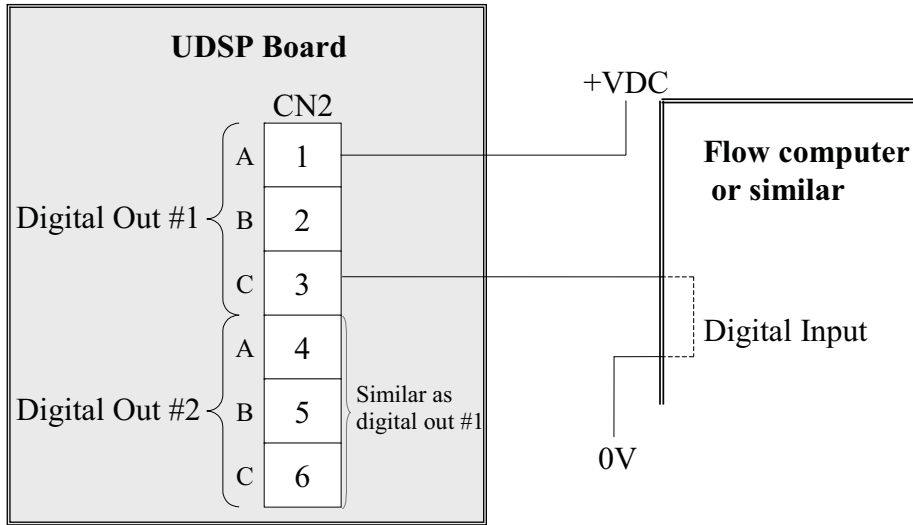 UDSP Board
CN2
A 1
Digital Out #1 B 2
C 3
A 4
Digital Out #2 B 5
C 6
Similar as
digital out #1
+VDC
Flow computer
or similar
Digital Input
0V